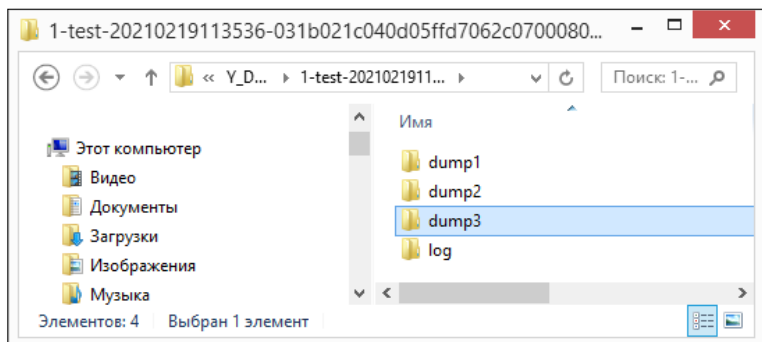 1-test-20210219113536-031b021c040d05ffd7062c0700080...
« Y_D... 1-test-2021021911... Поиск: 1-...
Имя
Этот компьютер
Видео
Документы
Загрузки
Изображения
Музыка
dump1
dump2
dump3
log
Элементов: 4 Выбран 1 элемент